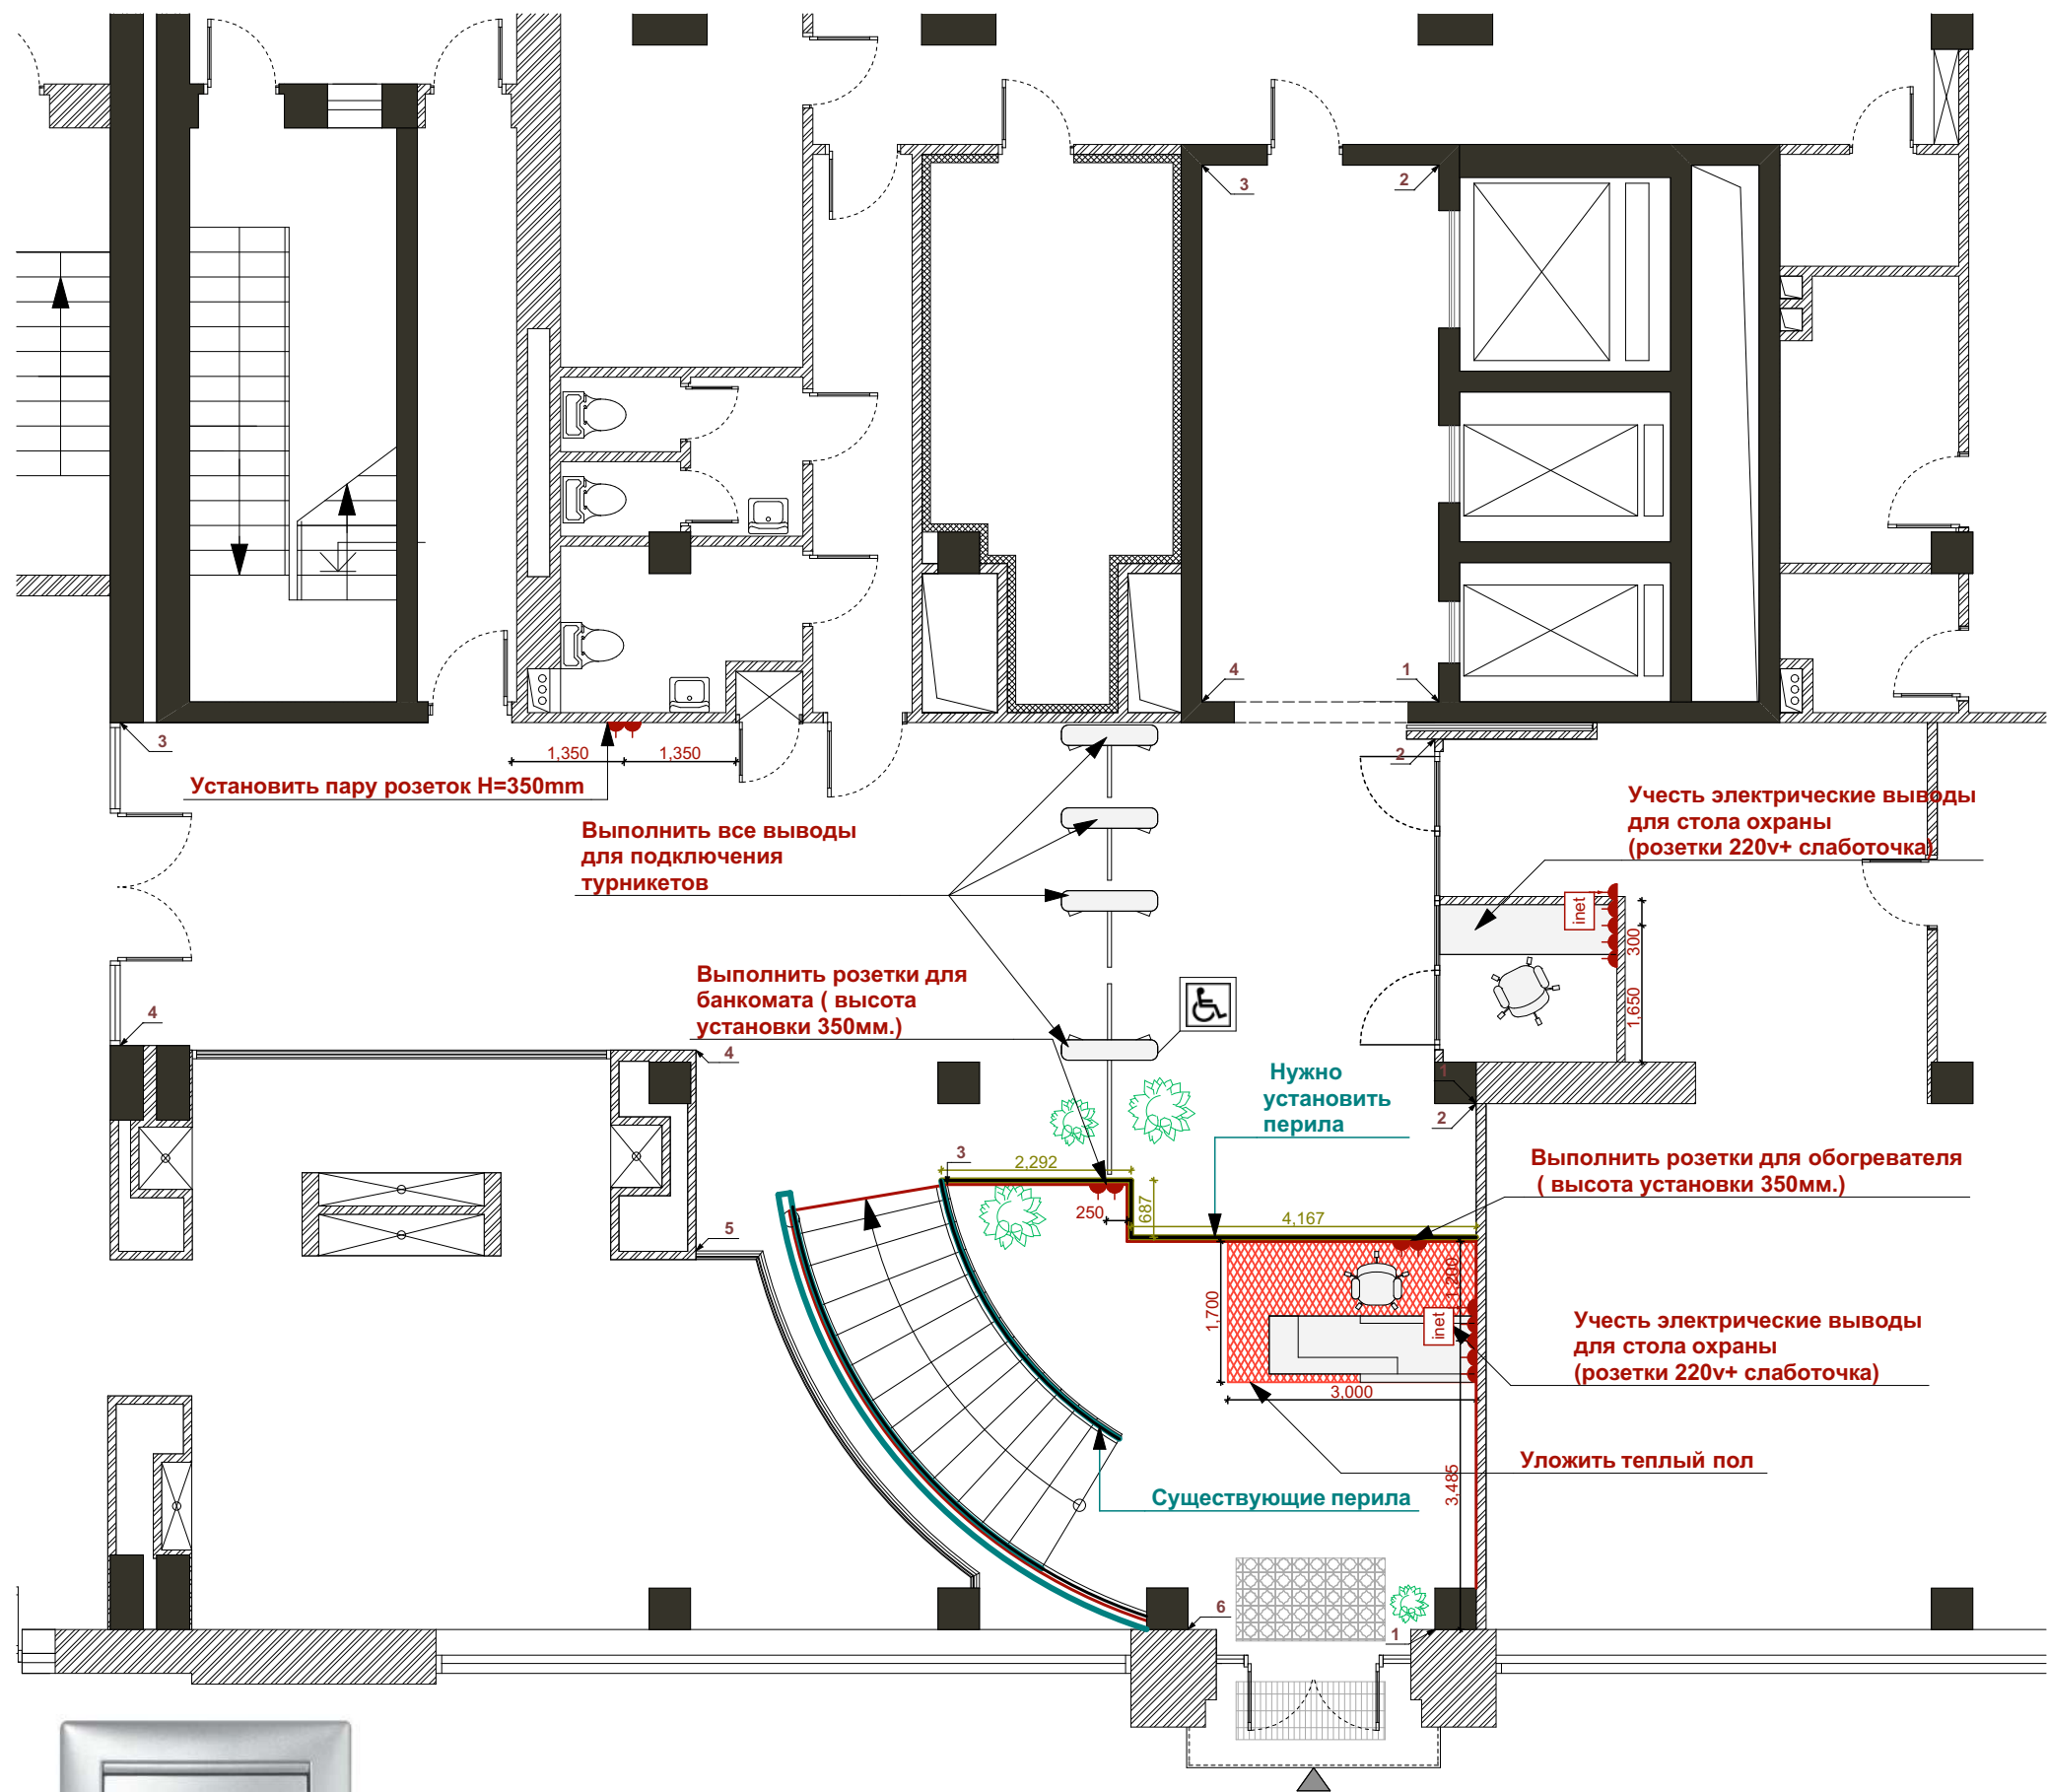 3
2
4
1
3
1,350
1,350
2
Установить пару розеток H=350mm
Учесть электрические выводы
для стола охраны
(розетки 220v+ слаботочка)
Выполнить все выводы
для подключения
турникетов
inet
300
1,650
Выполнить розетки для
банкомата ( высота
установки 350мм.)
4
4
1
2
Нужно
установить
перила
3
2,292
687
250
4,167
Выполнить розетки для обогревателя
( высота установки 350мм.)
5
1,700
1,200
inet
3,000
Учесть электрические выводы
для стола охраны
(розетки 220v+ слаботочка)
Уложить теплый пол
3,485
Существующие перила
6
1